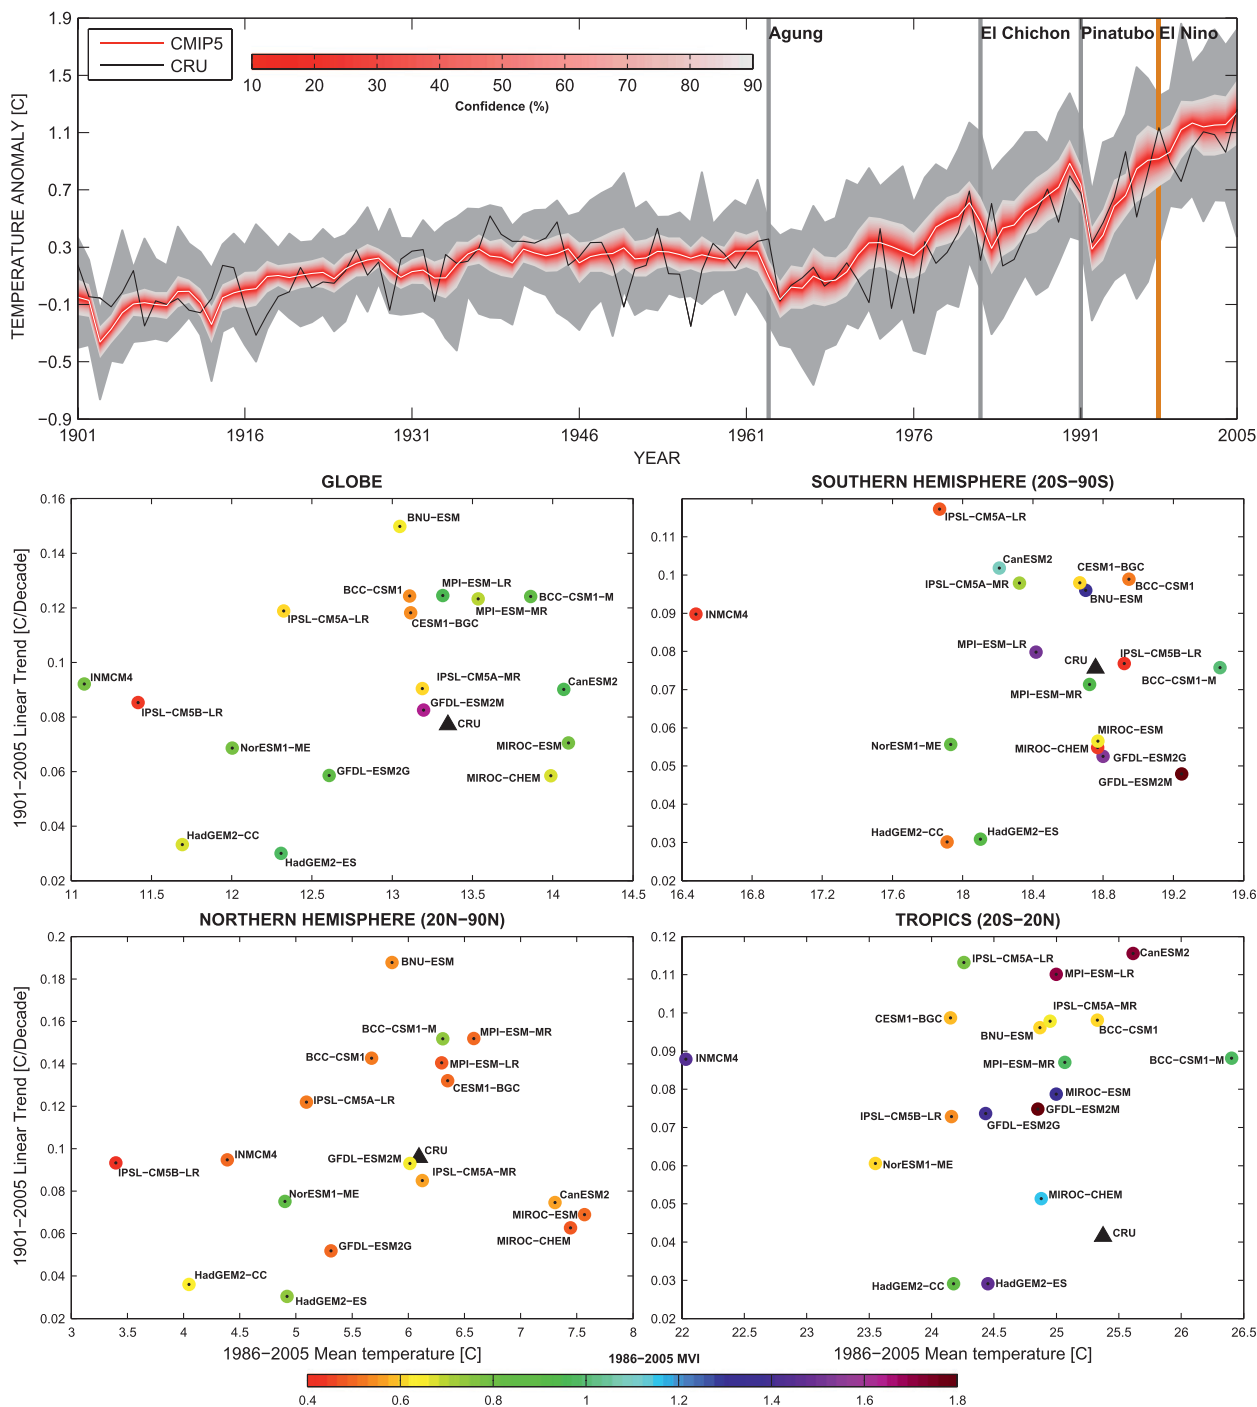 1.9
1.5
1.1
0.7
0.3
−0.1
−0.5
−0.9
TEMPERATURE ANOMALY [C]
CMIP5
CRU
10 20 30 40 50 60 70 80 90
Confidence (%)
Agung
El Chichon
Pinatubo
El Nino
1901 1916 1931 1946 1961 1976 1991 2005
YEAR
GLOBE
0.16
0.14
0.12
0.1
0.08
0.06
0.04
0.02
1901−2005 Linear Trend [C/Decade]
BNU−ESM
BCC−CSM1
MPI−ESM−LR
BCC−CSM1−M
MPI−ESM−MR
IPSL−CM5A−LR
CESM1−BGC
INMCM4
IPSL−CM5A−MR
CanESM2
IPSL−CM5B−LR
GFDL−ESM2M
CRU
NorESM1−ME
MIROC−ESM
GFDL−ESM2G
MIROC−CHEM
HadGEM2−CC
HadGEM2−ES
11 11.5 12 12.5 13 13.5 14 14.5
SOUTHERN HEMISPHERE (20S−90S)
0.11
0.1
0.09
0.08
0.07
0.06
0.05
0.04
0.03
0.02
IPSL−CM5A−LR
CanESM2
CESM1−BGC
IPSL−CM5A−MR
BCC−CSM1
BNU−ESM
INMCM4
MPI−ESM−LR
IPSL−CM5B−LR
CRU
BCC−CSM1−M
MPI−ESM−MR
MIROC−ESM
NorESM1−ME
MIROC−CHEM
GFDL−ESM2G
GFDL−ESM2M
HadGEM2−CC
HadGEM2−ES
16.4 16.8 17.2 17.6 18 18.4 18.8 19.2 19.6
NORTHERN HEMISPHERE (20N−90N)
0.2
0.18
0.16
0.14
0.12
0.1
0.08
0.06
0.04
0.02
1901−2005 Linear Trend [C/Decade]
BNU−ESM
BCC−CSM1−M
MPI−ESM−MR
BCC−CSM1
MPI−ESM−LR
CESM1−BGC
IPSL−CM5A−LR
CRU
INMCM4
GFDL−ESM2M
IPSL−CM5B−LR
IPSL−CM5A−MR
NorESM1−ME
CanESM2
MIROC−ESM
MIROC−CHEM
GFDL−ESM2G
HadGEM2−CC
HadGEM2−ES
3 3.5 4 4.5 5 5.5 6 6.5 7 7.5 8
1986−2005 Mean temperature [C]
TROPICS (20S−20N)
0.12
0.11
0.1
0.09
0.08
0.07
0.06
0.05
0.04
0.03
0.02
CanESM2
IPSL−CM5A−LR
MPI−ESM−LR
IPSL−CM5A−MR
CESM1−BGC
BNU−ESM
BCC−CSM1
INMCM4
MPI−ESM−MR
BCC−CSM1−M
MIROC−ESM
GFDL−ESM2M
IPSL−CM5B−LR
GFDL−ESM2G
NorESM1−ME
MIROC−CHEM
CRU
HadGEM2−CC
HadGEM2−ES
22 22.5 23 23.5 24 24.5 25 25.5 26 26.5
1986−2005 Mean temperature [C]
1986−2005 MVI
0.4 0.6 0.8 1 1.2 1.4 1.6 1.8